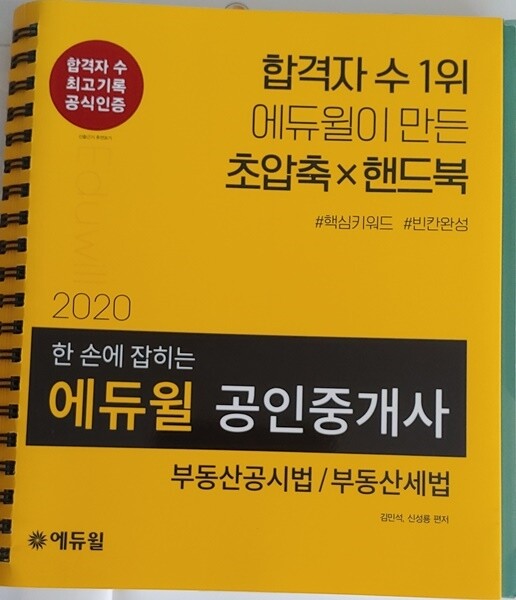 합격자 수
최고기록
공식인증
합격자 수 1위
에듀윌이 만든
초압축×핸드북
#핵심키워드 #빈칸완성
eduwill
2020
한 손에 잡히는
에듀윌 공인중개사
부동산공시법 / 부동산세법
김민석, 신성룡 편저
에듀윌